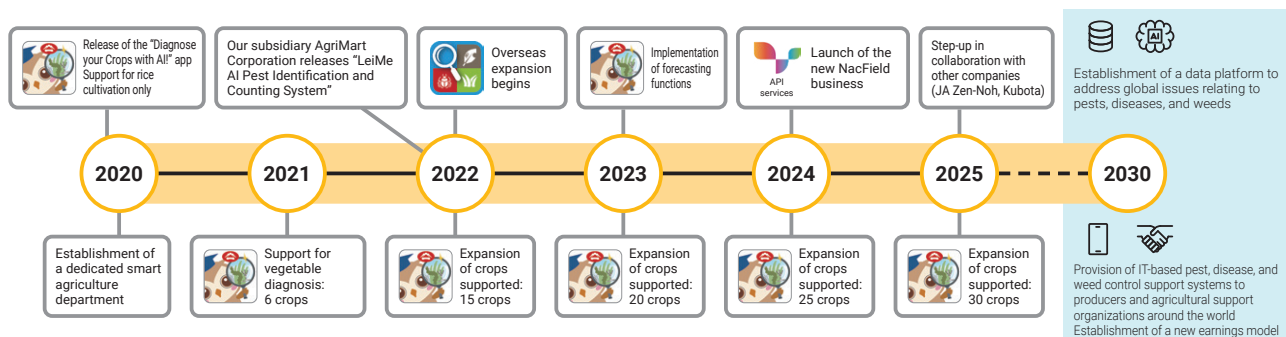 Release of the "Diagnose
your Crops with AI!" app
Support for rice
cultivation only
Our subsidiary AgriMart
Corporation releases "LeiMe
AI Pest Identification and
Counting System"
Overseas
expansion
begins
Implementation
of forecasting
functions
API
services
Launch of the
new NacField
business
Step-up in
collaboration with
other companies
(JA Zen-Noh, Kubota)
AI
Establishment of a data platform to
address global issues relating to
pests, diseases, and weeds
2020
2021
2022
2023
2024
2025
2030
Establishment of
a dedicated smart
agriculture
department
Support for
vegetable
diagnosis:
6 crops
Expansion
of crops
supported:
15 crops
Expansion
of crops
supported:
20 crops
Expansion
of crops
supported:
25 crops
Expansion
of crops
supported:
30 crops
Provision of IT-based pest, disease, and
weed control support systems to
producers and agricultural support
organizations around the world
Establishment of a new earnings model